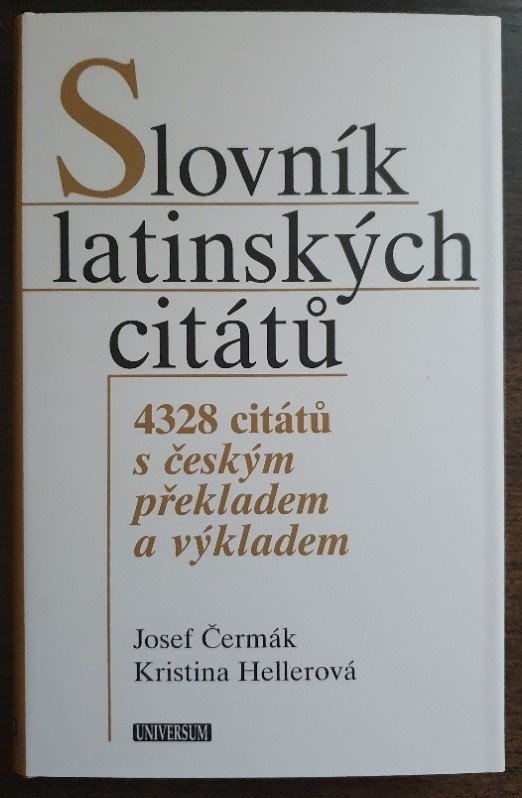 Slovník
latinských
citátů
4328 citátů
s českým
překladem
a výkladem
Josef Čermák
Kristina Hellerová
UNIVERSUM